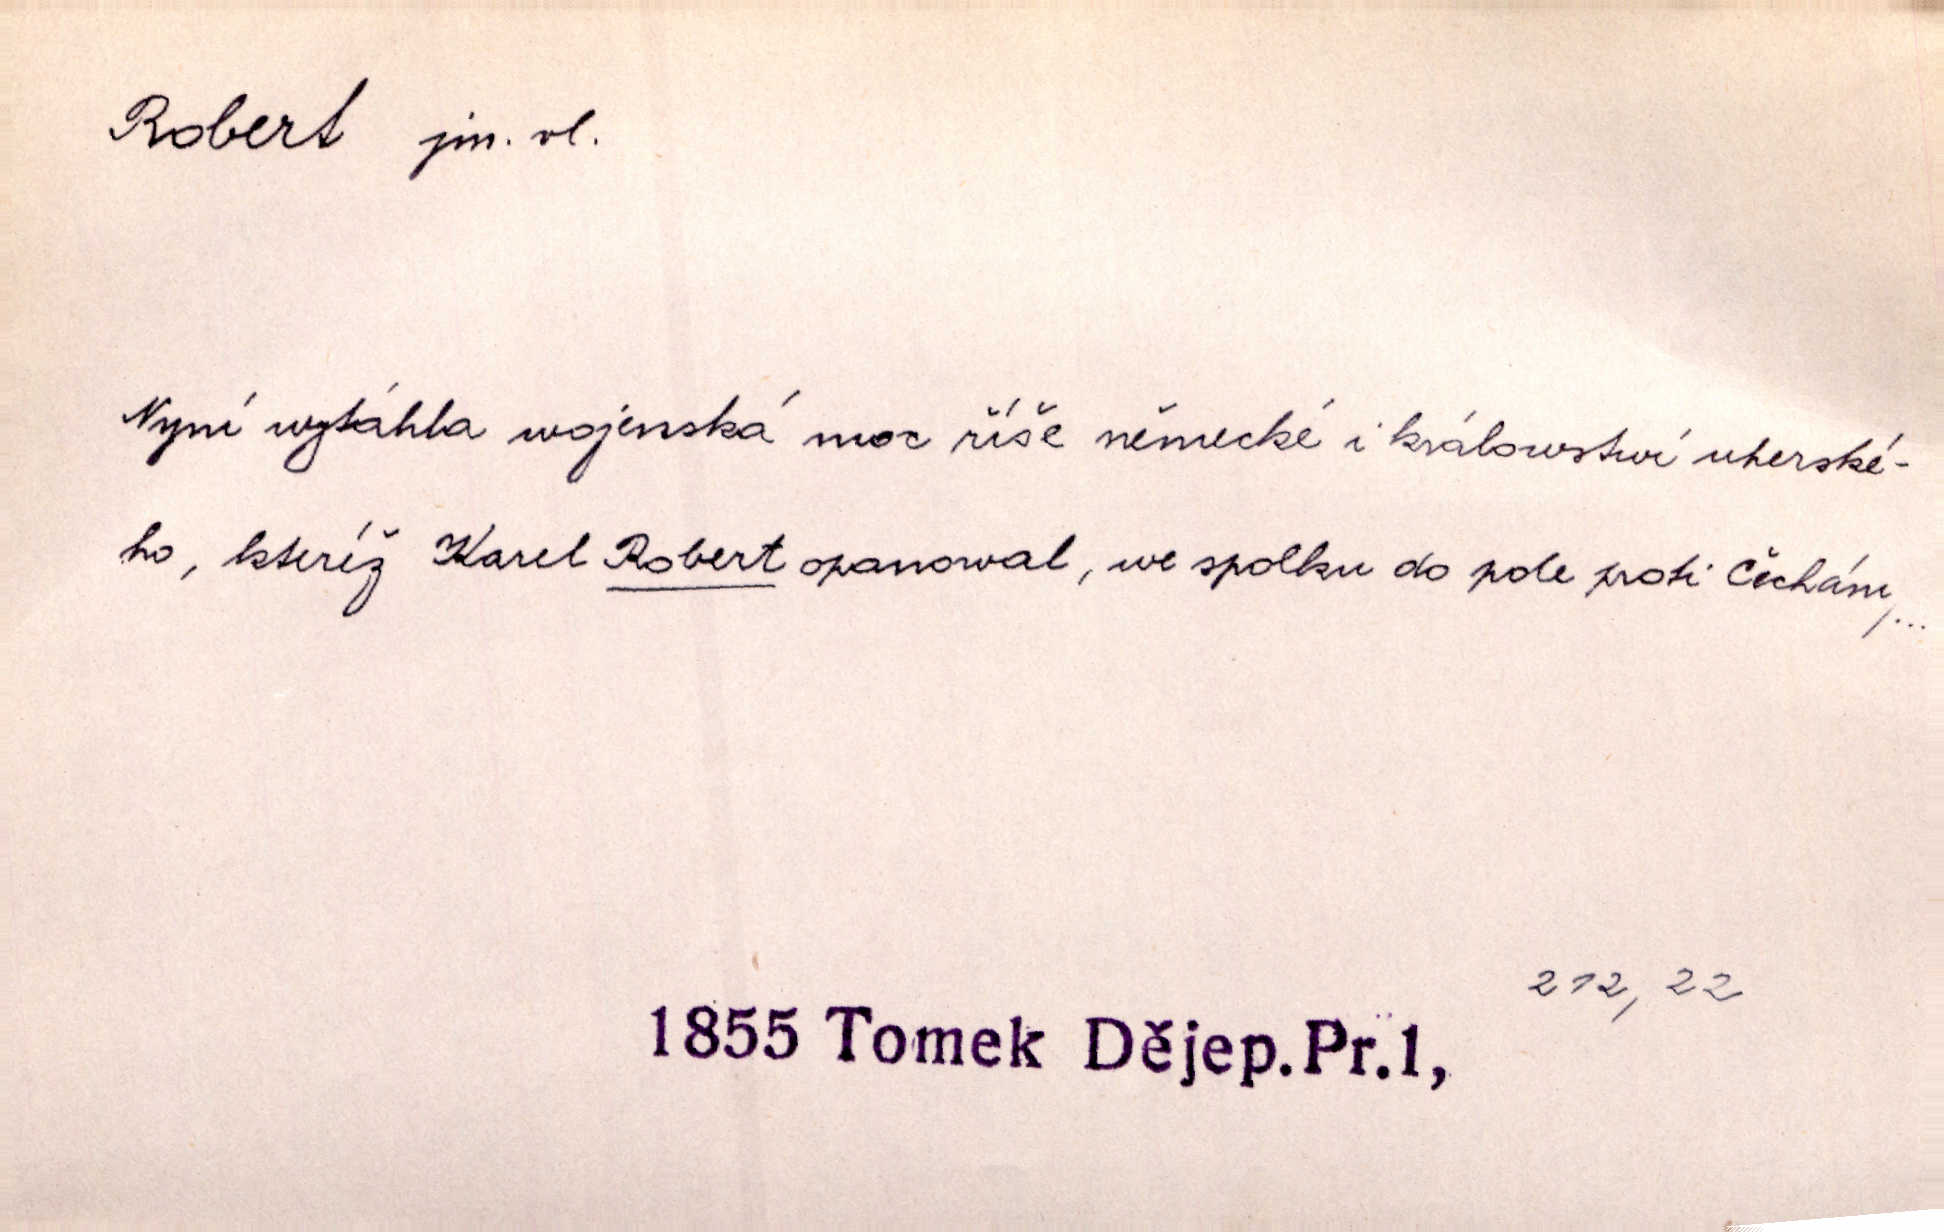 Robert jm. vl.
Nyní wytáhla wojenská moc říše německé i králowstwí uherské-
ho, kteréž Karel Robert opanowal, we spolku do pole proti Čechám,...
212, 22
1855 Tomek Dějep. Pr. 1,